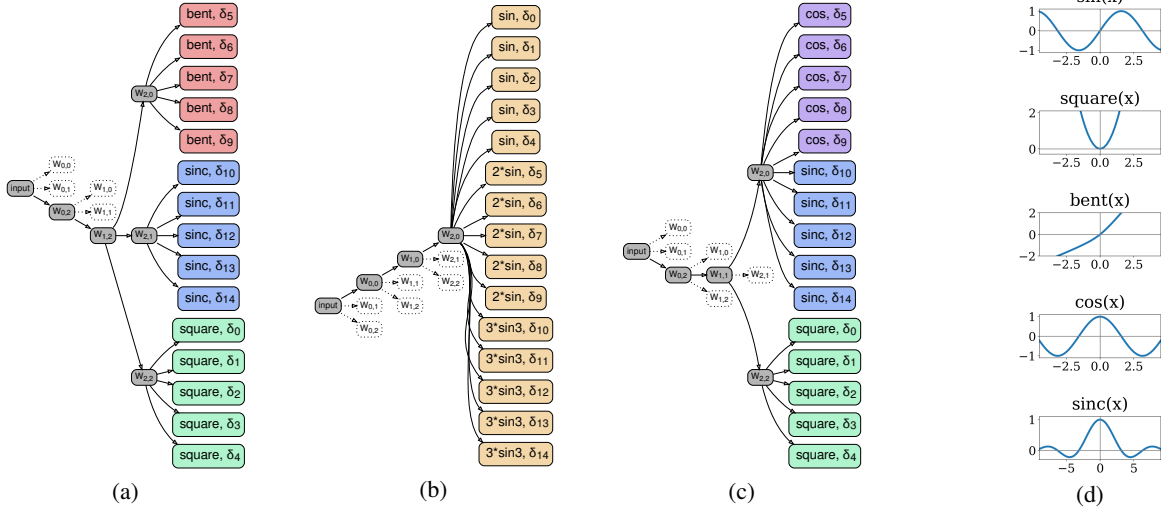 bent, δ5
bent, δ6
bent, δ7
bent, δ8
bent, δ9
sinc, δ10
sinc, δ11
sinc, δ12
sinc, δ13
sinc, δ14
square, δ0
square, δ1
square, δ2
square, δ3
square, δ4
W2,0
W2,1
W2,2
W0,0
input
W0,1
W1,0
W0,2
W1,1
W1,2
(a)
sin, δ0
sin, δ1
sin, δ2
sin, δ3
sin, δ4
2*sin, δ5
2*sin, δ6
2*sin, δ7
2*sin, δ8
2*sin, δ9
3*sin3, δ10
3*sin3, δ11
3*sin3, δ12
3*sin3, δ13
3*sin3, δ14
W2,0
W1,0
W2,1
W0,0
W1,1
W2,2
input
W0,1
W1,2
W0,2
(b)
cos, δ5
cos, δ6
cos, δ7
cos, δ8
cos, δ9
sinc, δ10
sinc, δ11
sinc, δ12
sinc, δ13
sinc, δ14
square, δ0
square, δ1
square, δ2
square, δ3
square, δ4
W2,0
W0,0
input
W0,1
W1,0
W0,2
W1,1
W2,1
W1,2
W2,2
(c)
sin(x)
1
0
−1
−2.5 0.0 2.5
square(x)
2
0
−2.5 0.0 2.5
bent(x)
2
0
−2
−2.5 0.0 2.5
cos(x)
1
0
−1
−2.5 0.0 2.5
sinc(x)
1
0
−5 0 5
(d)